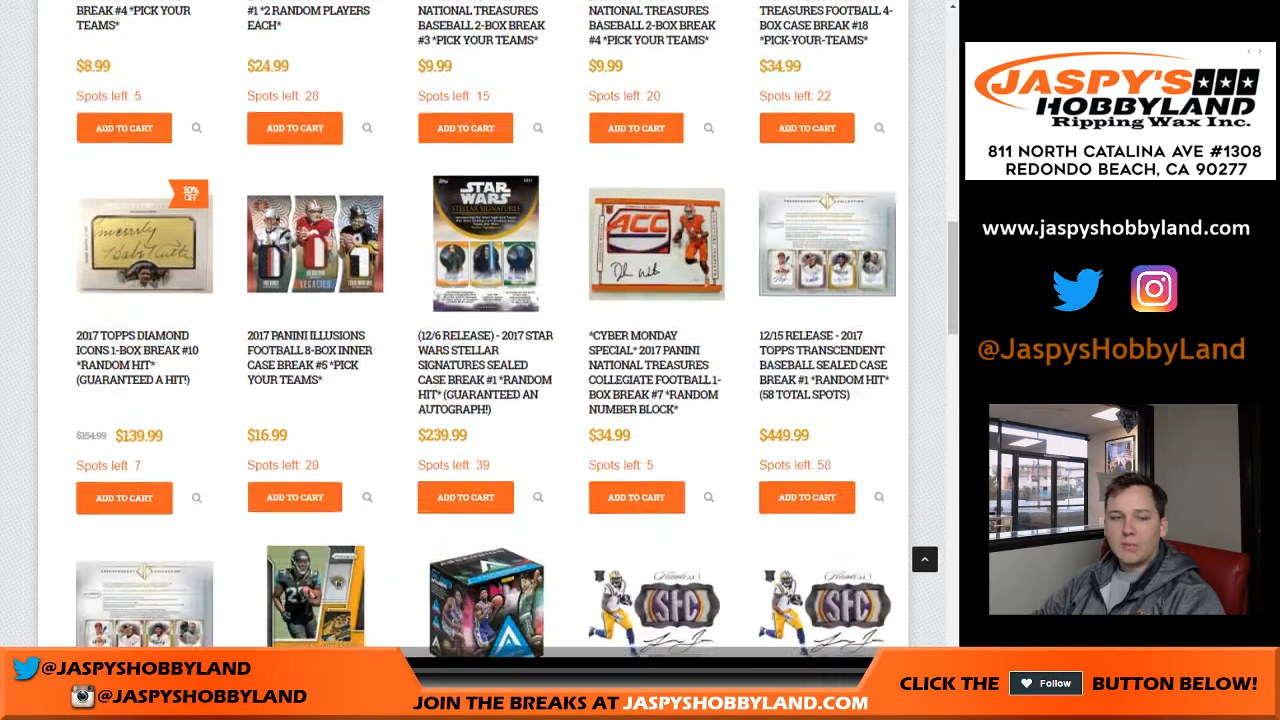 BREAK #4 *PICK YOUR
TEAMS*
$8.99
Spots left: 5
ADD TO CART
#1 *2 RANDOM PLAYERS
EACH*
$24.99
Spots left: 28
ADD TO CART
NATIONAL TREASURES
BASEBALL 2-BOX BREAK
#3 *PICK YOUR TEAMS*
$9.99
Spots left: 15
ADD TO CART
NATIONAL TREASURES
BASEBALL 2-BOX BREAK
#4 *PICK YOUR TEAMS*
$9.99
Spots left: 20
ADD TO CART
TREASURES FOOTBALL 4-
BOX CASE BREAK #18
*PICK-YOUR-TEAMS*
$34.99
Spots left: 22
ADD TO CART
10%
OFF
2017 TOPPS DIAMOND
ICONS 1-BOX BREAK #10
*RANDOM HIT*
(GUARANTEED A HIT!)
$154.99 $139.99
Spots left: 7
ADD TO CART
LEGACIES
2017 PANINI ILLUSIONS
FOOTBALL 8-BOX INNER
CASE BREAK #5 *PICK
YOUR TEAMS*
$16.99
Spots left: 29
ADD TO CART
STAR
WARS
STELLAR SIGNATURES
(12/6 RELEASE) - 2017 STAR
WARS STELLAR
SIGNATURES SEALED
CASE BREAK #1 *RANDOM
HIT* (GUARANTEED AN
AUTOGRAPH!)
$239.99
Spots left: 39
ADD TO CART
ACC
*CYBER MONDAY
SPECIAL* 2017 PANINI
NATIONAL TREASURES
COLLEGIATE FOOTBALL 1-
BOX BREAK #7 *RANDOM
NUMBER BLOCK*
$34.99
Spots left: 5
ADD TO CART
12/15 RELEASE - 2017
TOPPS TRANSCENDENT
BASEBALL SEALED CASE
BREAK #1 *RANDOM HIT*
(58 TOTAL SPOTS)
$449.99
Spots left: 58
ADD TO CART
SEC
SEC
JASPY'S
HOBBYLAND
Ripping Wax Inc.
811 NORTH CATALINA AVE #1308
REDONDO BEACH, CA 90277
www.jaspyshobbyland.com
@JaspysHobbyLand
@JASPYSHOBBYLAND
@JASPYSHOBBYLAND
JOIN THE BREAKS AT JASPYSHOBBYLAND.COM
CLICK THE Follow BUTTON BELOW!